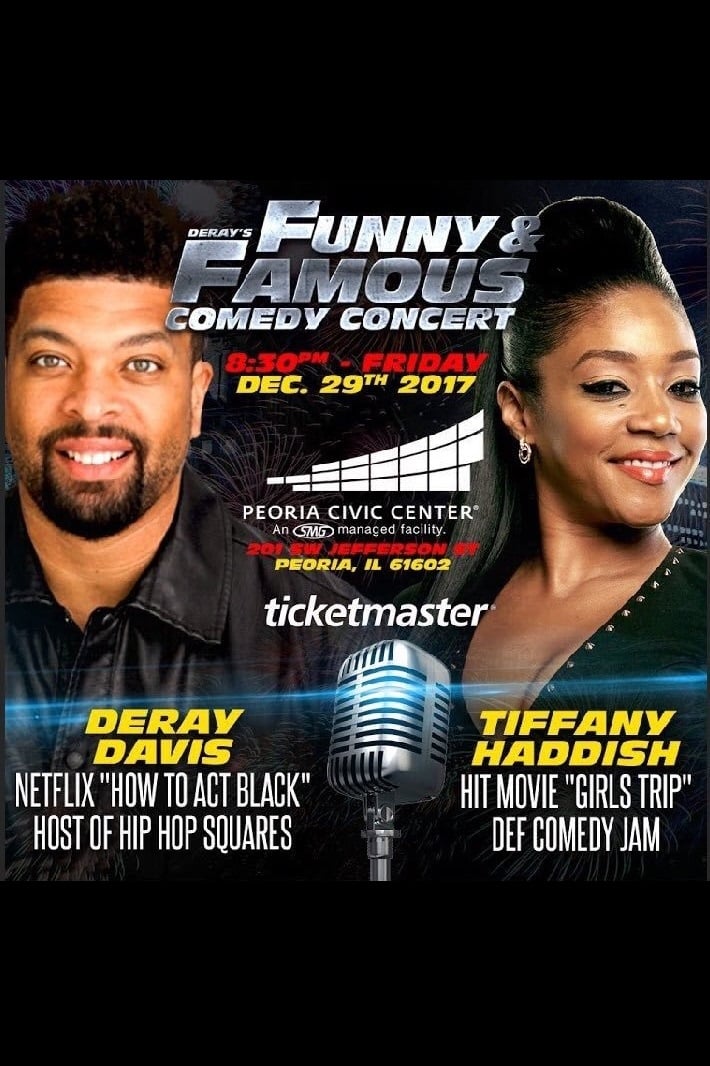 DERAY'S FUNNY &
FAMOUS
COMEDY CONCERT
8:30PM - FRIDAY
DEC. 29TH 2017
PEORIA CIVIC CENTER®
An SMG managed facility.
201 SW JEFFERSON ST
PEORIA, IL 61602
ticketmaster®
DERAY
DAVIS
NETFLIX "HOW TO ACT BLACK"
HOST OF HIP HOP SQUARES
TIFFANY
HADDISH
HIT MOVIE "GIRLS TRIP"
DEF COMEDY JAM